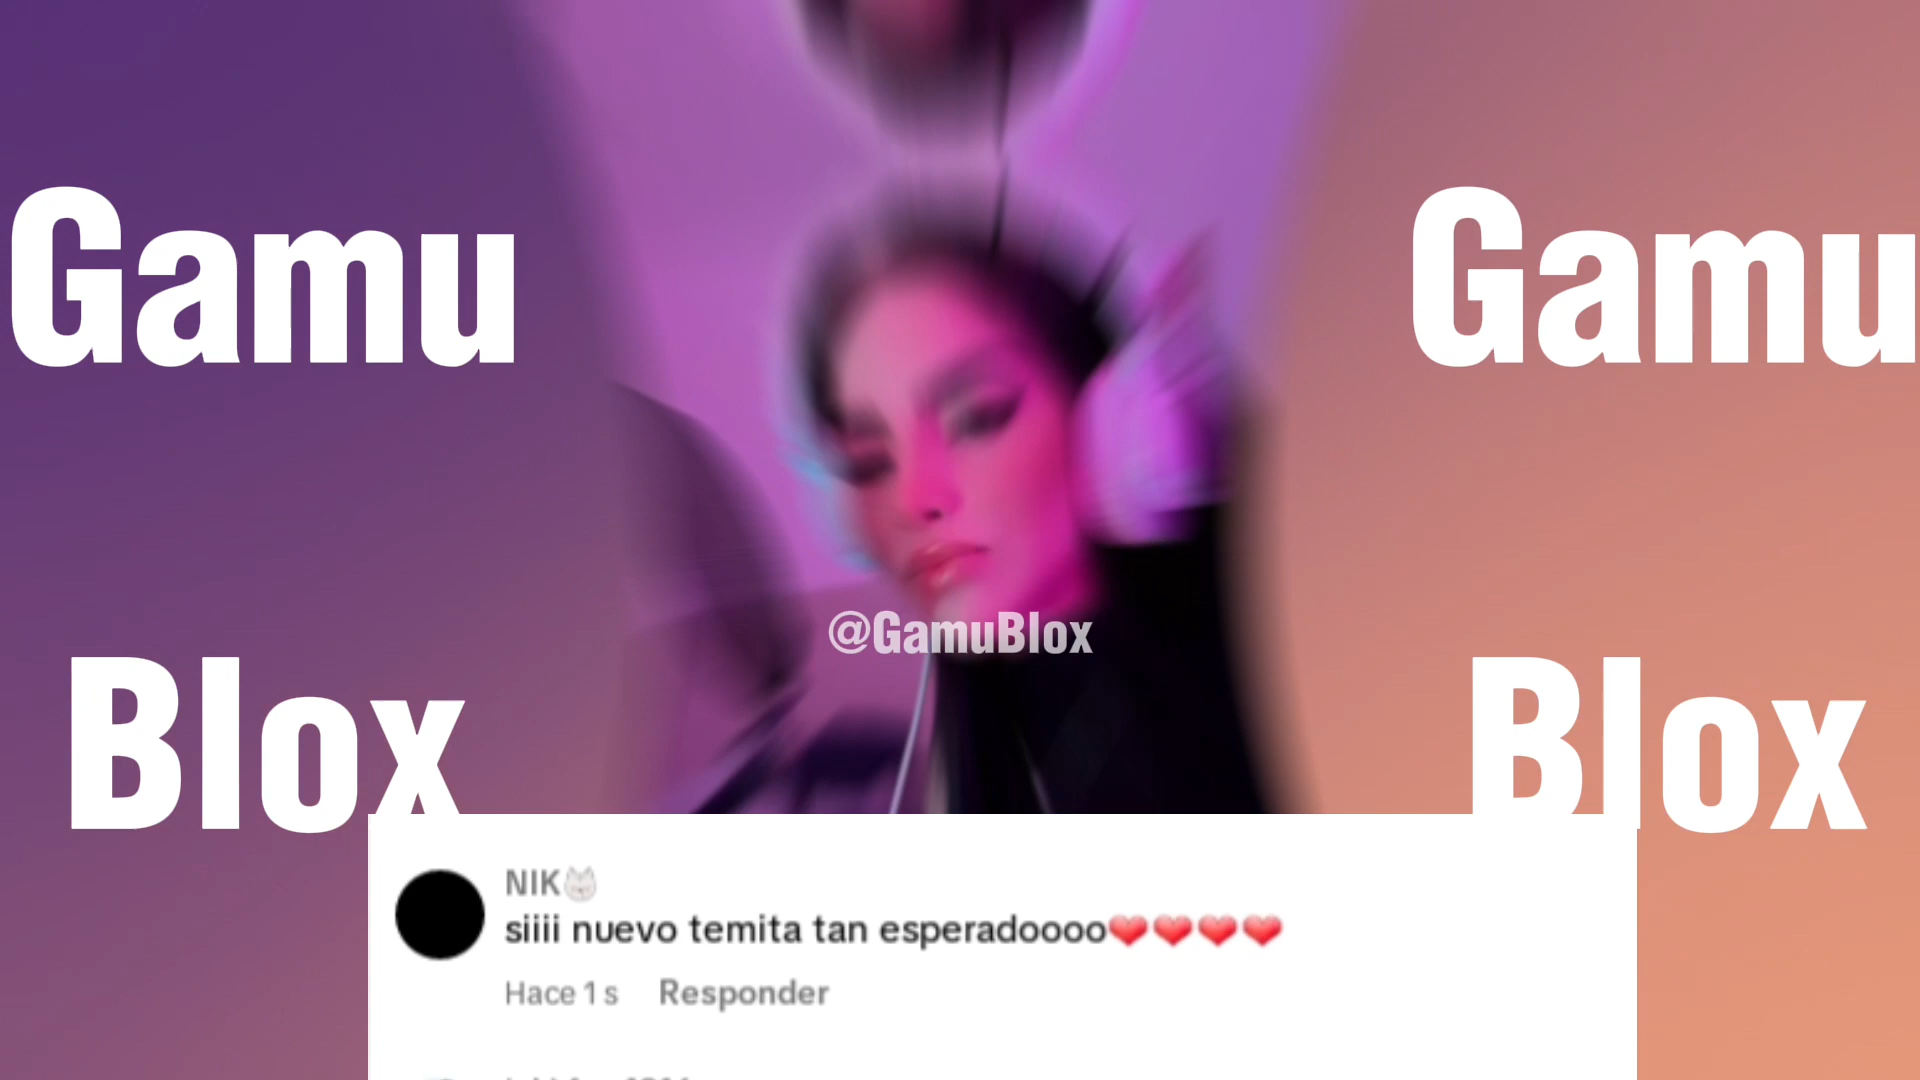 Gamu
Gamu
@GamuBlox
Blox
Blox
NIK
siiii nuevo temita tan esperadoooo❤❤❤❤
Hace 1 s Responder